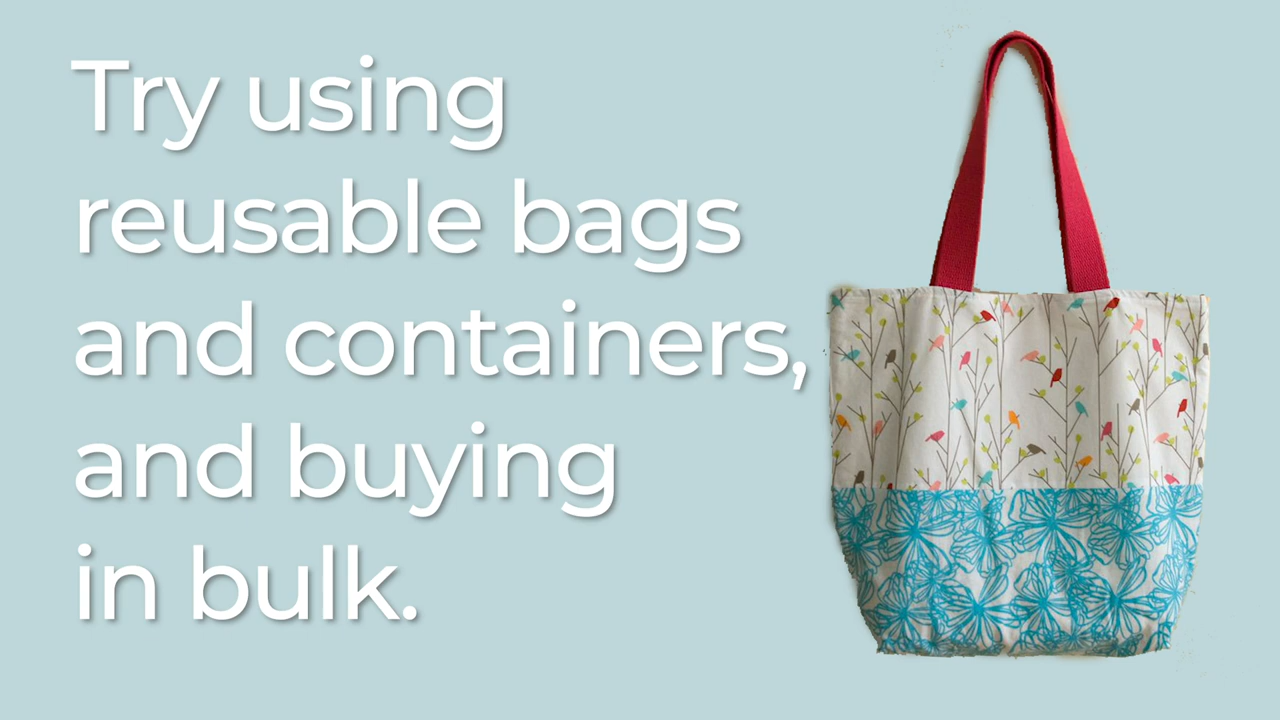 Try using
reusable bags
and containers,
and buying
in bulk.